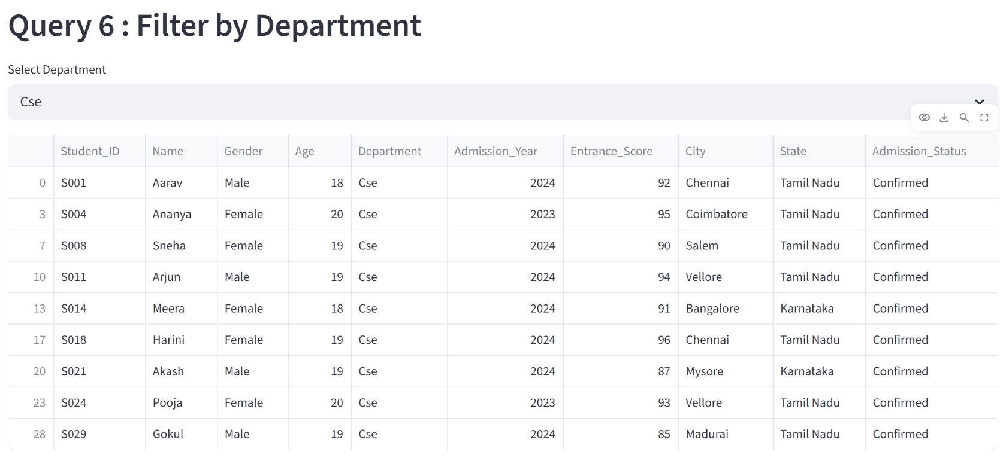 Query 6 : Filter by Department
Select Department
Cse
Student_ID Name Gender Age Department Admission_Year Entrance_Score City State Admission_Status
0 S001 Aarav Male 18 Cse 2024 92 Chennai Tamil Nadu Confirmed
3 S004 Ananya Female 20 Cse 2023 95 Coimbatore Tamil Nadu Confirmed
7 S008 Sneha Female 19 Cse 2024 90 Salem Tamil Nadu Confirmed
10 S011 Arjun Male 19 Cse 2024 94 Vellore Tamil Nadu Confirmed
13 S014 Meera Female 18 Cse 2024 91 Bangalore Karnataka Confirmed
17 S018 Harini Female 19 Cse 2024 96 Chennai Tamil Nadu Confirmed
20 S021 Akash Male 19 Cse 2024 87 Mysore Karnataka Confirmed
23 S024 Pooja Female 20 Cse 2023 93 Vellore Tamil Nadu Confirmed
28 S029 Gokul Male 19 Cse 2024 85 Madurai Tamil Nadu Confirmed